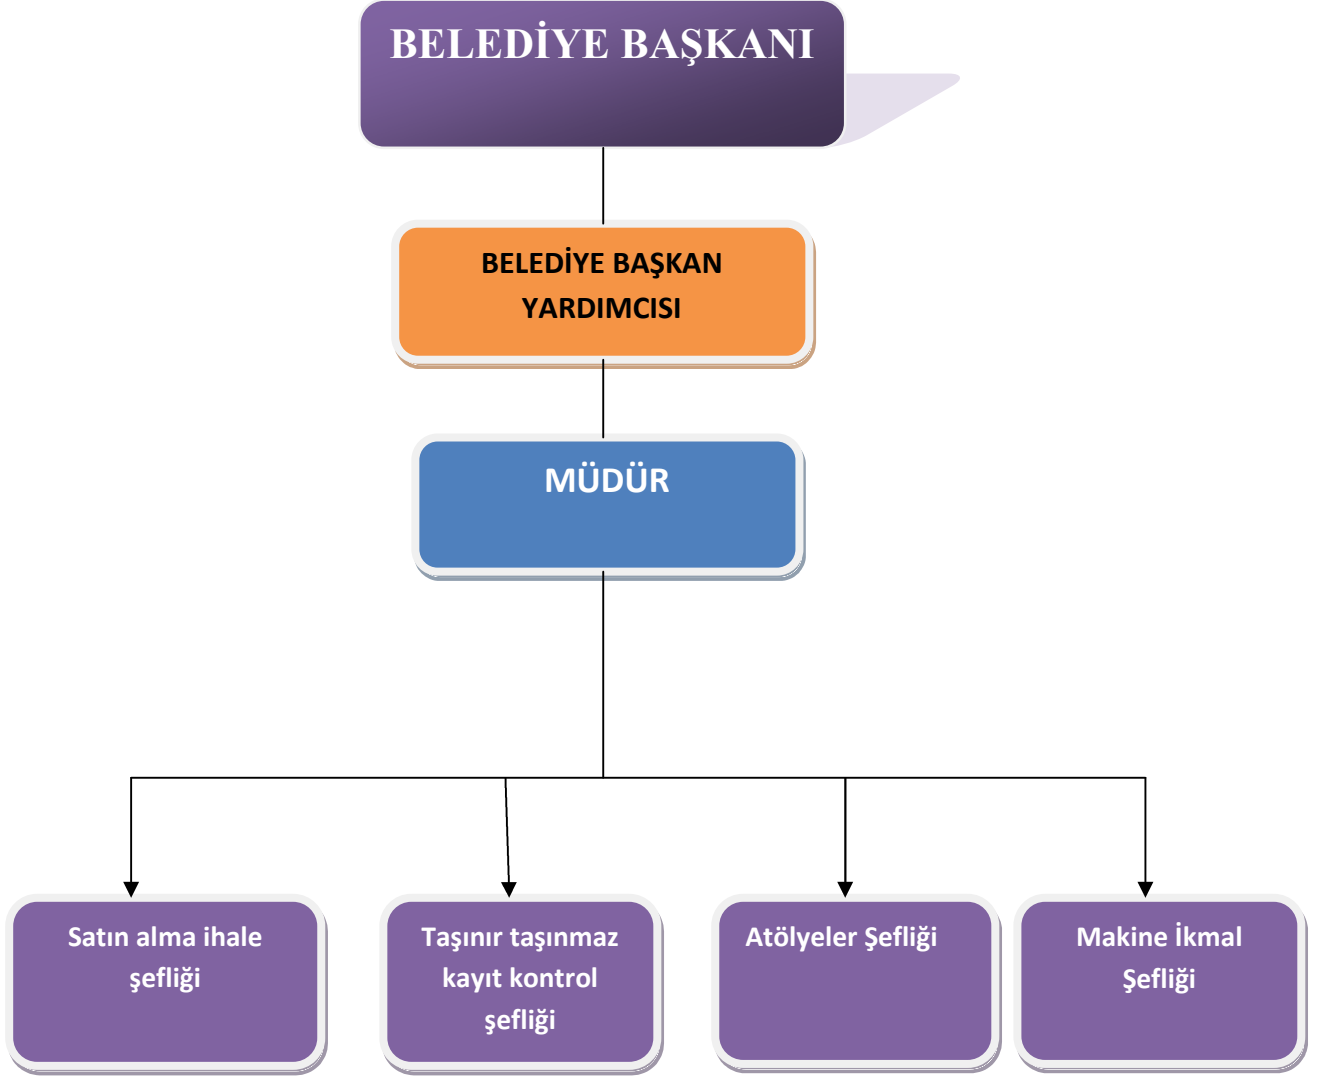 BELEDİYE BAŞKANI
BELEDİYE BAŞKAN
YARDIMCISI
MÜDÜR
Satın alma ihale
şefliği
Taşınır taşınmaz
kayıt kontrol
şefliği
Atölyeler Şefliği
Makine İkmal
Şefliği